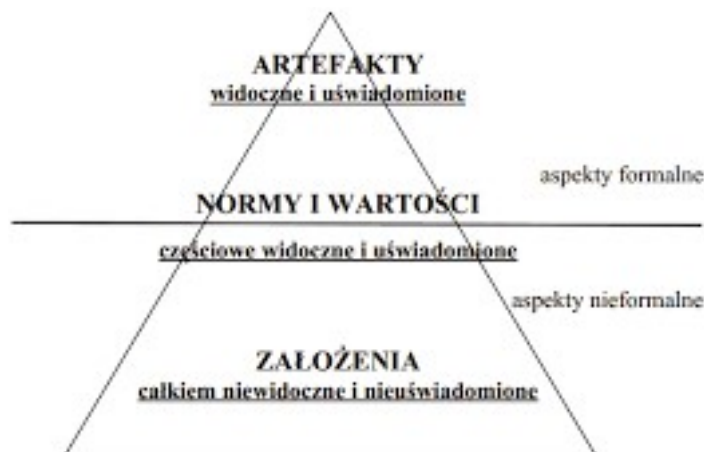 ARTEFAKTY
widoczne i uświadomione
aspekty formalne
NORMY I WARTOŚCI
częściowe widoczne i uświadomione
aspekty nieformalne
ZAŁOŻENIA
całkiem niewidoczne i nieuświadomione